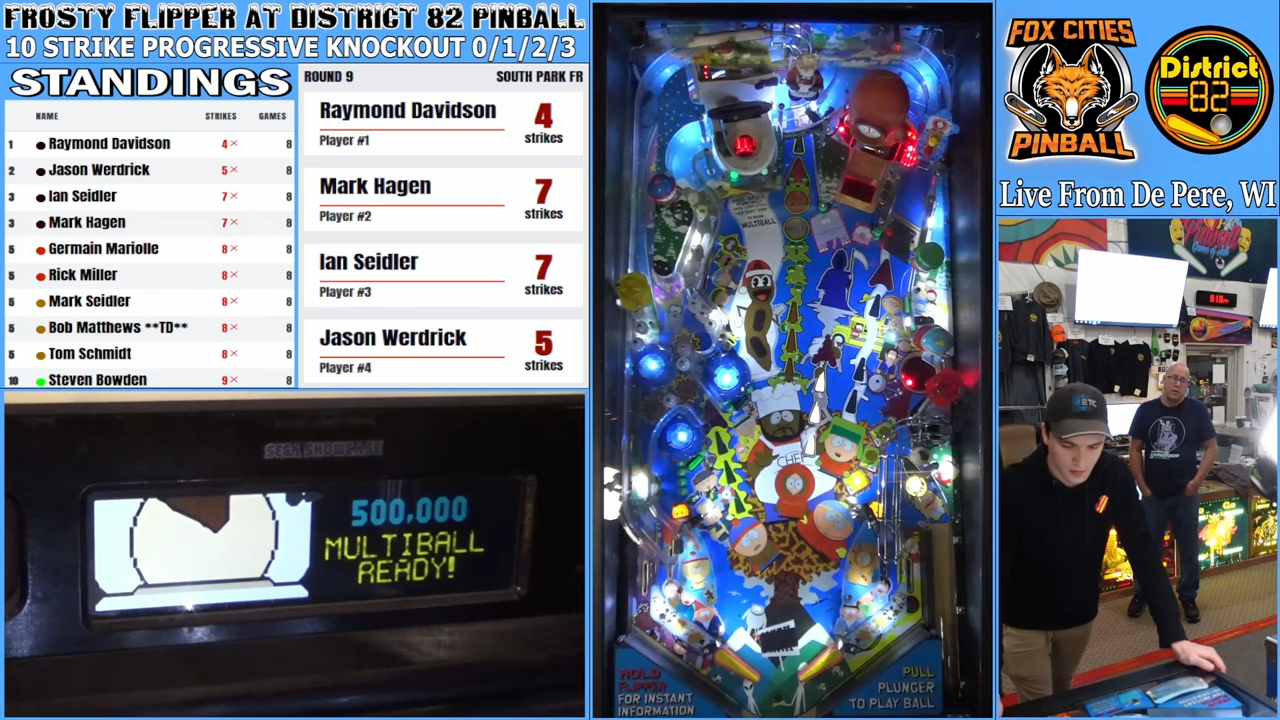 FROSTY FLIPPER AT DISTRICT 82 PINBALL
10 STRIKE PROGRESSIVE KNOCKOUT 0/1/2/3
STANDINGS
NAME STRIKES GAMES
1 Raymond Davidson 4× 8
2 Jason Werdrick 5× 8
3 Ian Seidler 7× 8
3 Mark Hagen 7× 8
5 Germain Mariolle 8× 8
5 Rick Miller 8× 8
5 Mark Seidler 8× 8
5 Bob Matthews **TD** 8× 8
5 Tom Schmidt 8× 8
10 Steven Bowden 9× 8
ROUND 9 SOUTH PARK FR
Raymond Davidson 4
Player #1 strikes
Mark Hagen 7
Player #2 strikes
Ian Seidler 7
Player #3 strikes
Jason Werdrick 5
Player #4 strikes
SEGA SHOWCASE
500,000
MULTIBALL
READY!
MULTIBALL
CHEF
HOLD
FLIPPER
FOR INSTANT
INFORMATION
PULL
PLUNGER
TO PLAY BALL
FOX CITIES
PINBALL
District
82
Live From De Pere, WI
Pinball
ETC